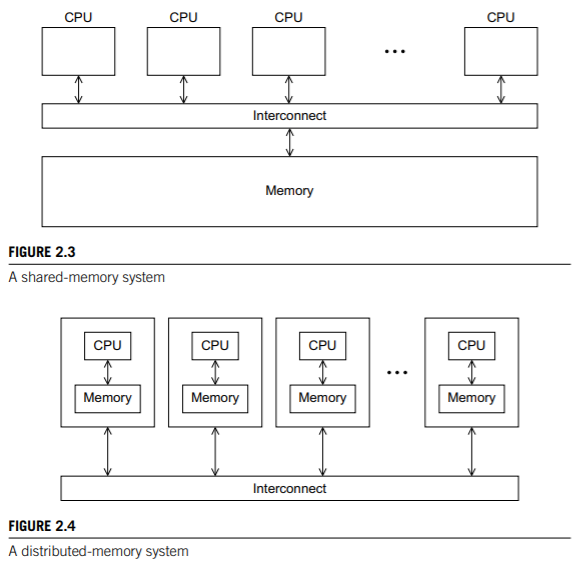 CPU CPU CPU CPU
...
Interconnect
Memory
FIGURE 2.3
A shared-memory system
CPU CPU CPU CPU
...
Memory Memory Memory Memory
Interconnect
FIGURE 2.4
A distributed-memory system